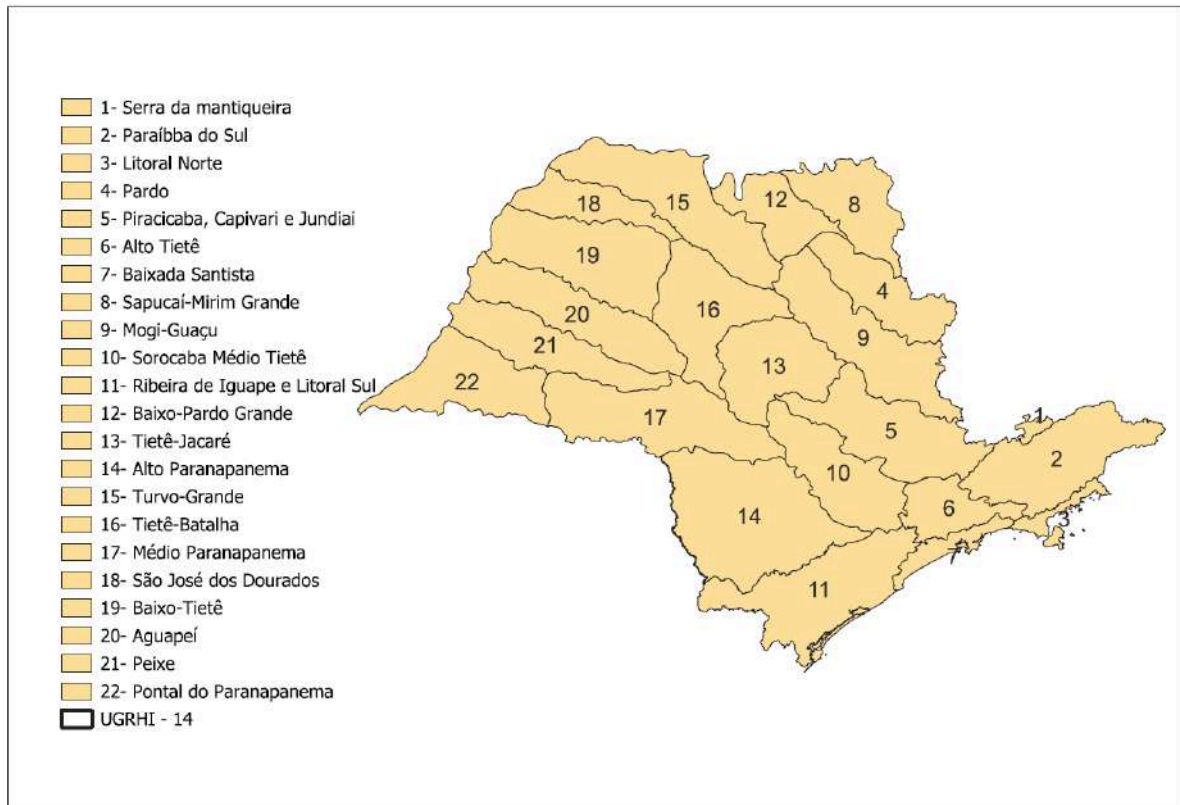 1- Serra da mantiqueira
2- Paraíbba do Sul
3- Litoral Norte
4- Pardo
5- Piracicaba, Capivari e Jundiai
6- Alto Tietê
7- Baixada Santista
8- Sapucaí-Mirim Grande
9- Mogi-Guaçu
10- Sorocaba Médio Tietê
11- Ribeira de Iguape e Litoral Sul
12- Baixo-Pardo Grande
13- Tietê-Jacaré
14- Alto Paranapanema
15- Turvo-Grande
16- Tietê-Batalha
17- Médio Paranapanema
18- São José dos Dourados
19- Baixo-Tietê
20- Aguapeí
21- Peixe
22- Pontal do Paranapanema
UGRHI - 14
15
12
8
18
19
4
16
20
9
21
13
22
17
1
5
2
10
6
14
3
7
11